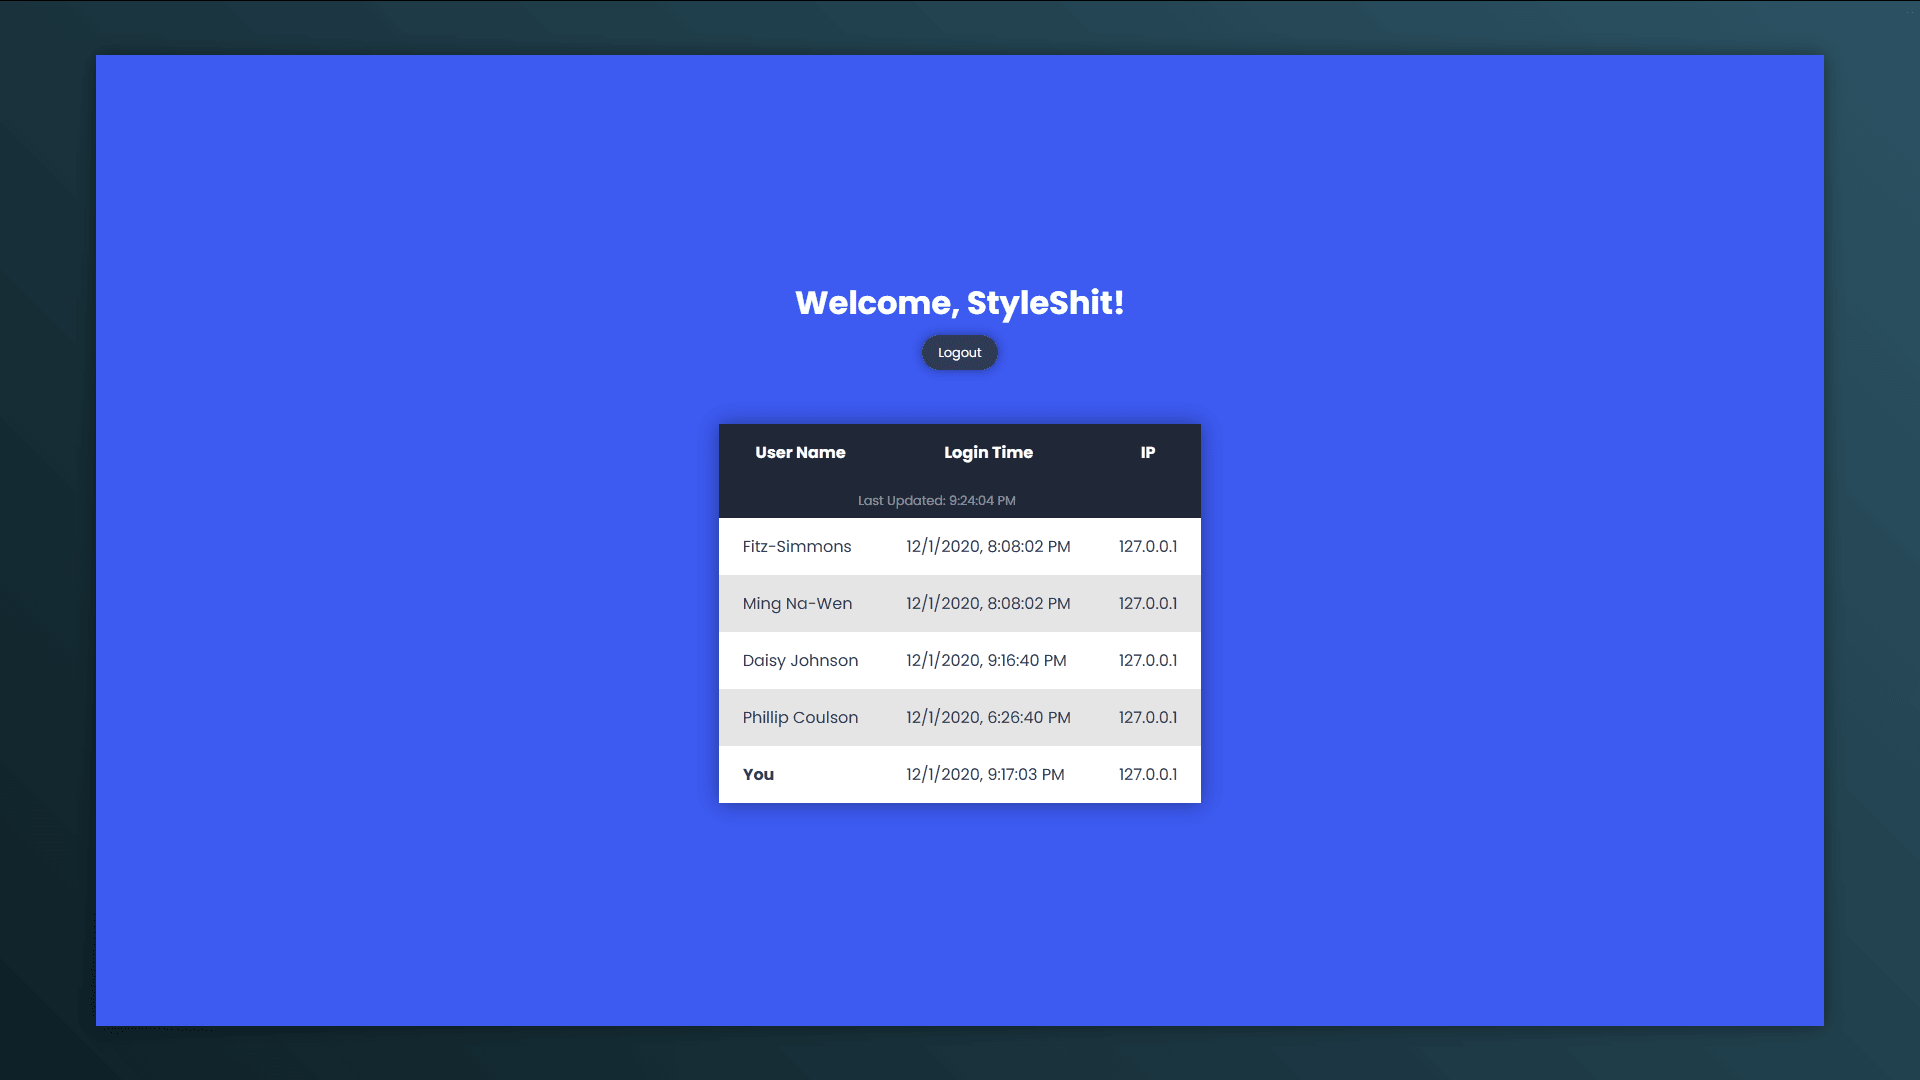 Welcome, StyleShit!
Logout
User Name Login Time IP
Last Updated: 9:24:04 PM
Fitz-Simmons 12/1/2020, 8:08:02 PM 127.0.0.1
Ming Na-Wen 12/1/2020, 8:08:02 PM 127.0.0.1
Daisy Johnson 12/1/2020, 9:16:40 PM 127.0.0.1
Phillip Coulson 12/1/2020, 6:26:40 PM 127.0.0.1
You 12/1/2020, 9:17:03 PM 127.0.0.1